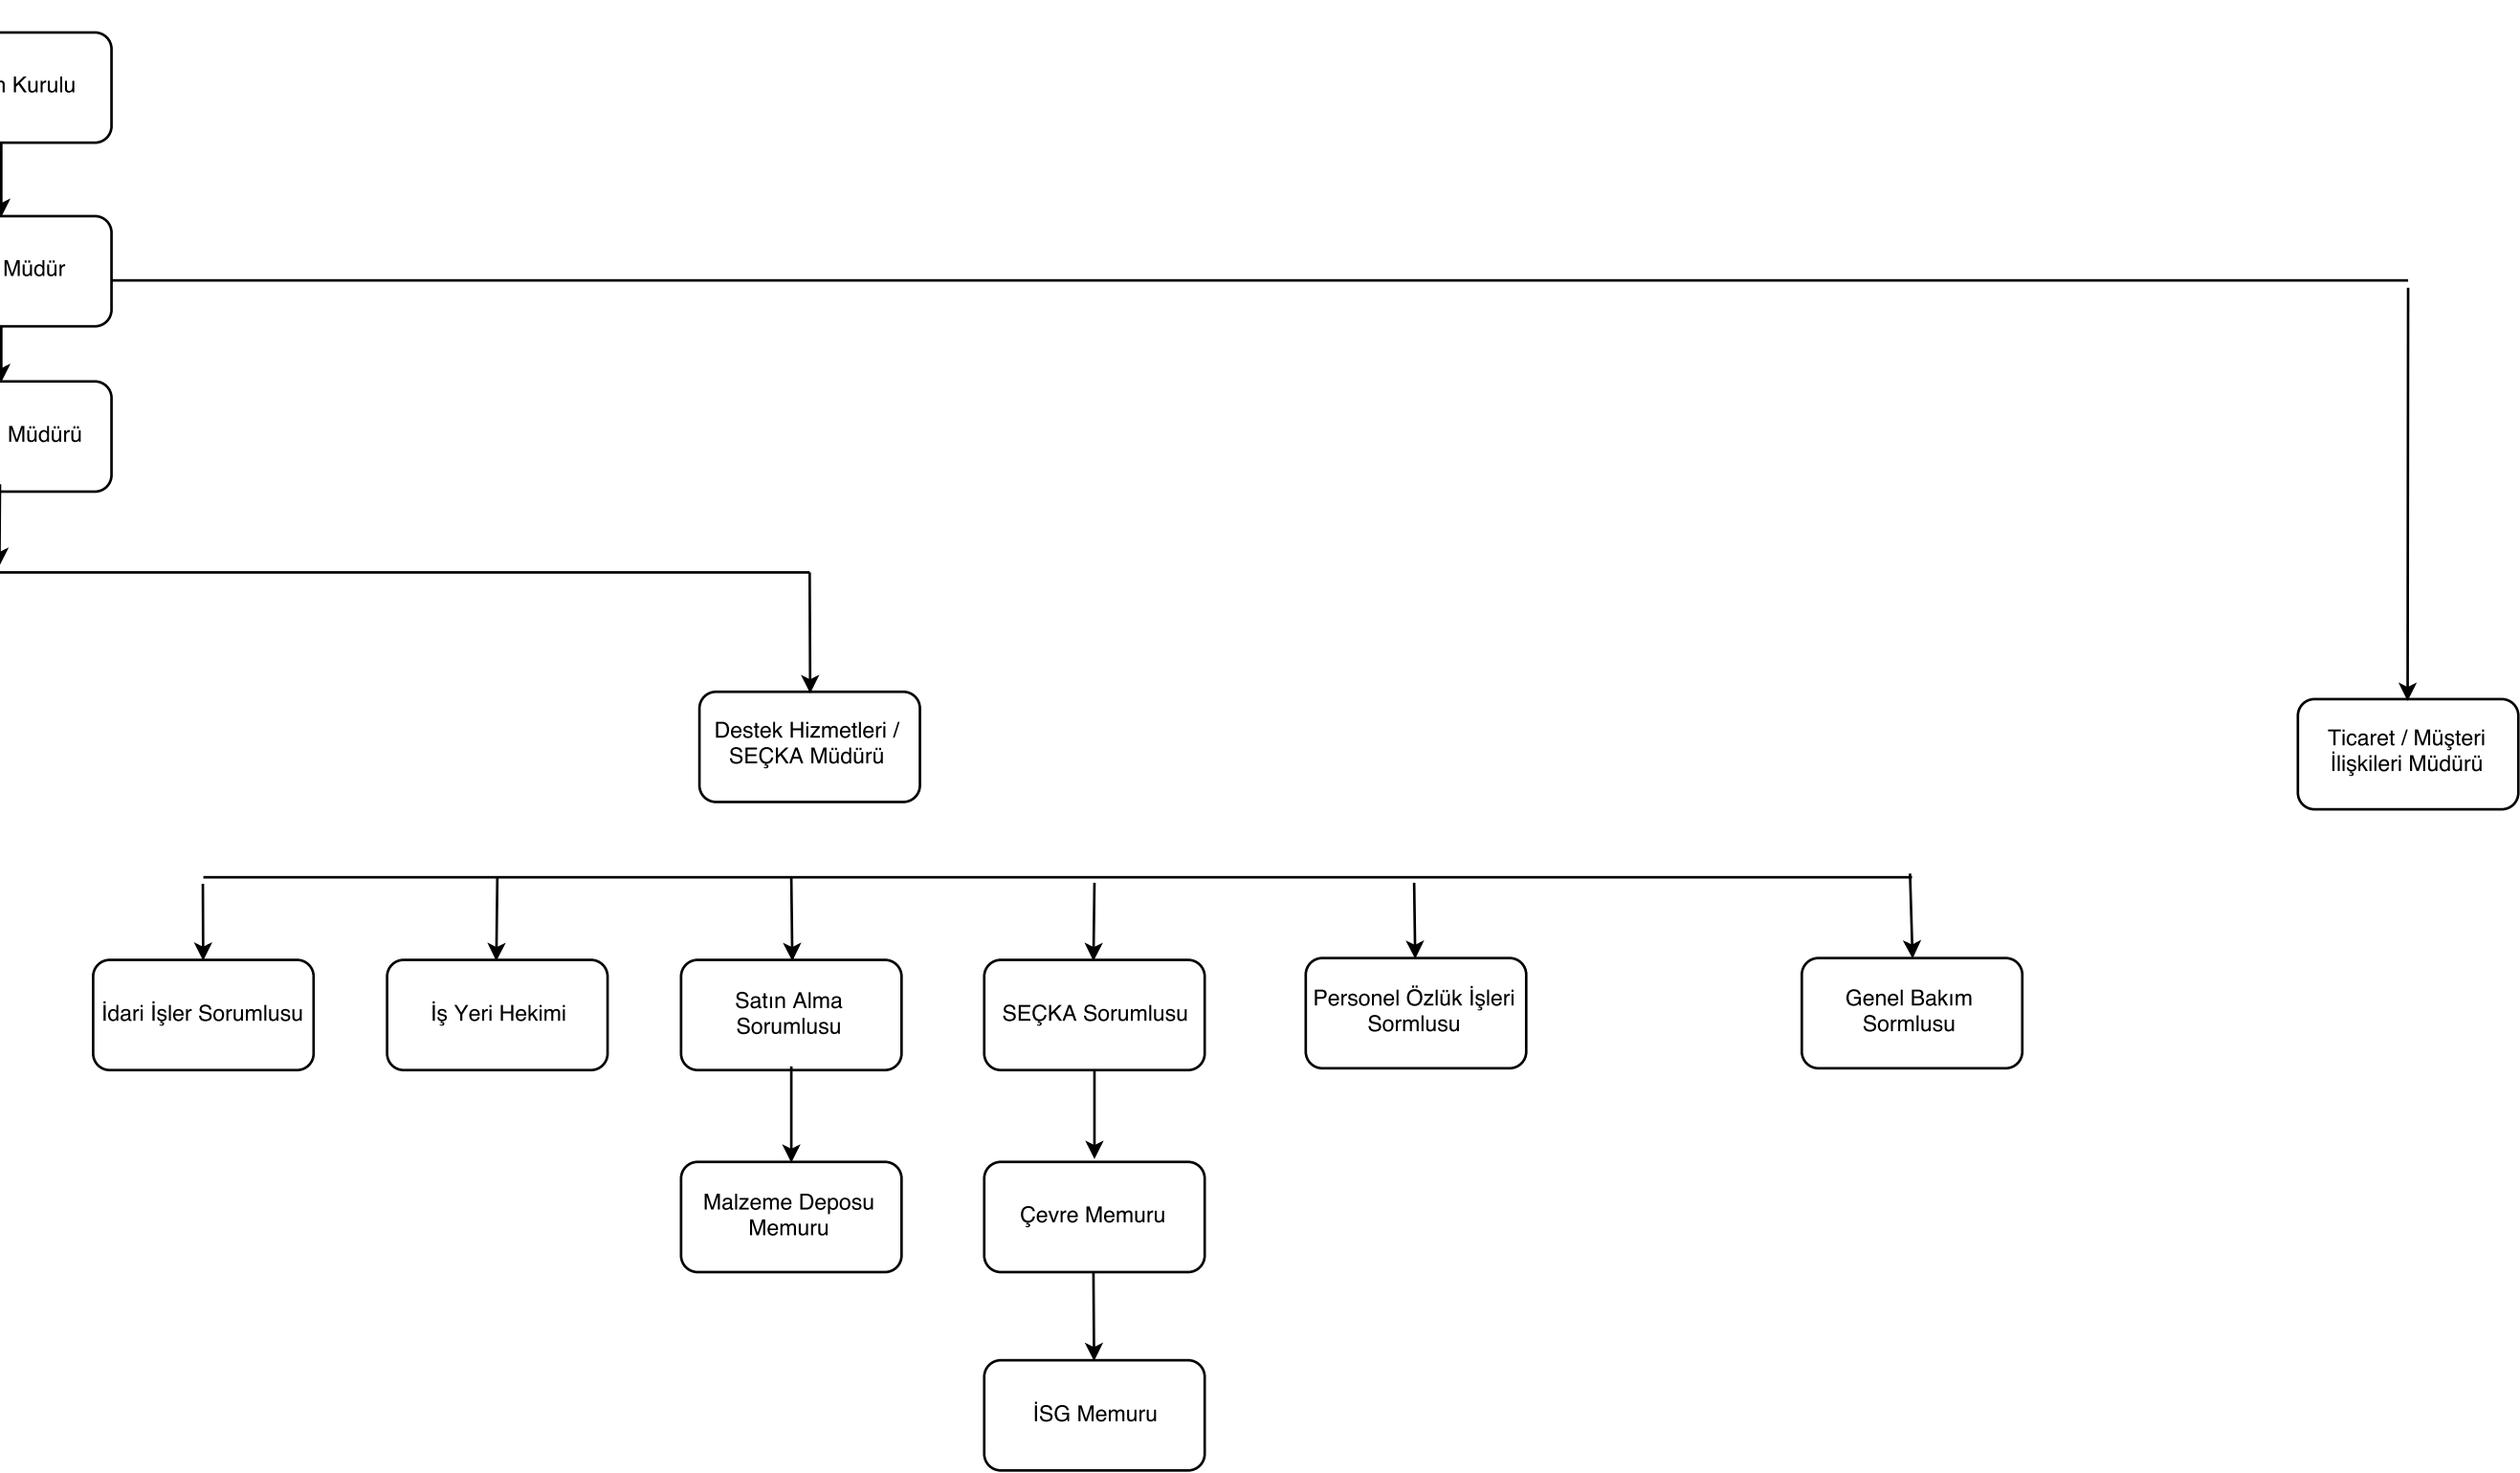 Kurulu
Müdür
Müdürü
Destek Hizmetleri /
SEÇKA Müdürü
Ticaret / Müşteri
İlişkileri Müdürü
İdari İşler Sorumlusu
İş Yeri Hekimi
Satın Alma
Sorumlusu
SEÇKA Sorumlusu
Personel Özlük İşleri
Sormlusu
Genel Bakım
Sormlusu
Malzeme Deposu
Memuru
Çevre Memuru
İSG Memuru